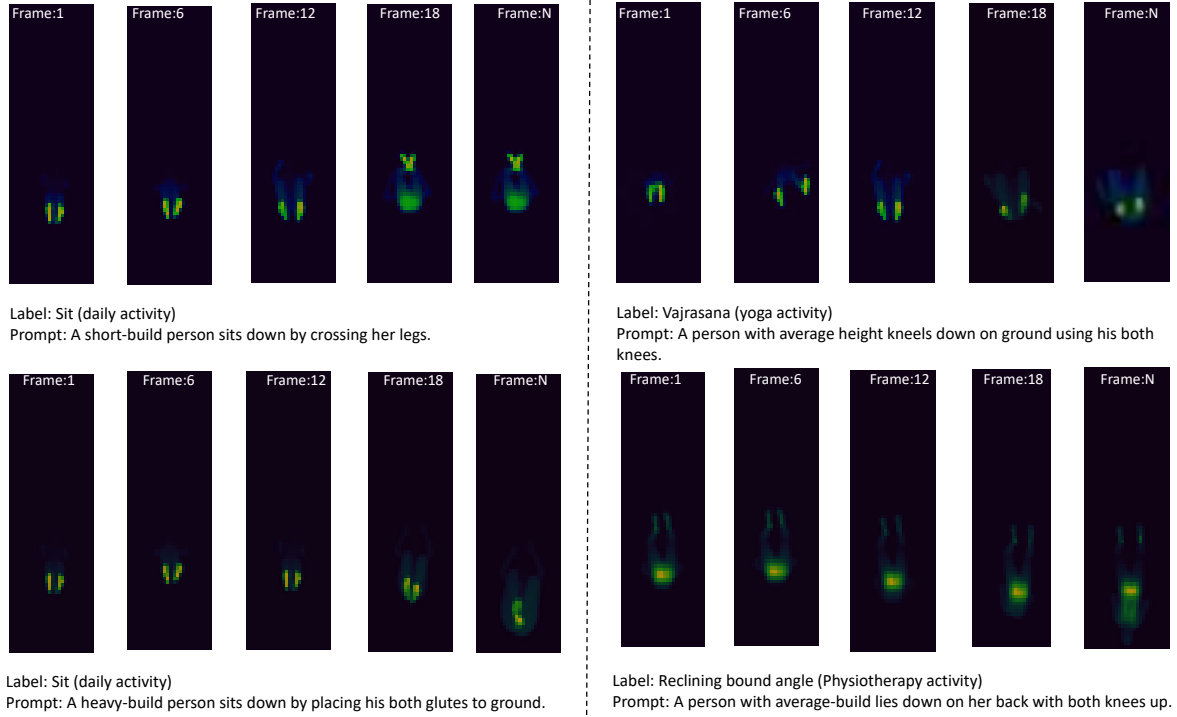 Frame:1 Frame:6 Frame:12 Frame:18 Frame:N
Label: Sit (daily activity)
Prompt: A short-build person sits down by crossing her legs.
Frame:1 Frame:6 Frame:12 Frame:18 Frame:N
Label: Vajrasana (yoga activity)
Prompt: A person with average height kneels down on ground using his both
knees.
Frame:1 Frame:6 Frame:12 Frame:18 Frame:N
Label: Sit (daily activity)
Prompt: A heavy-build person sits down by placing his both glutes to ground.
Frame:1 Frame:6 Frame:12 Frame:18 Frame:N
Label: Reclining bound angle (Physiotherapy activity)
Prompt: A person with average-build lies down on her back with both knees up.